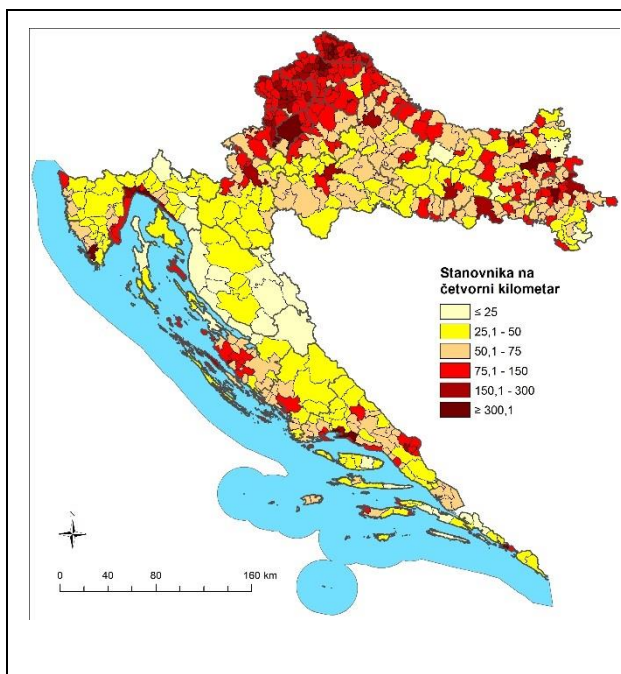 Stanovnika na
četvorni kilometar
≤ 25
25,1 - 50
50,1 - 75
75,1 - 150
150,1 - 300
≥ 300,1
0 40 80 160 km